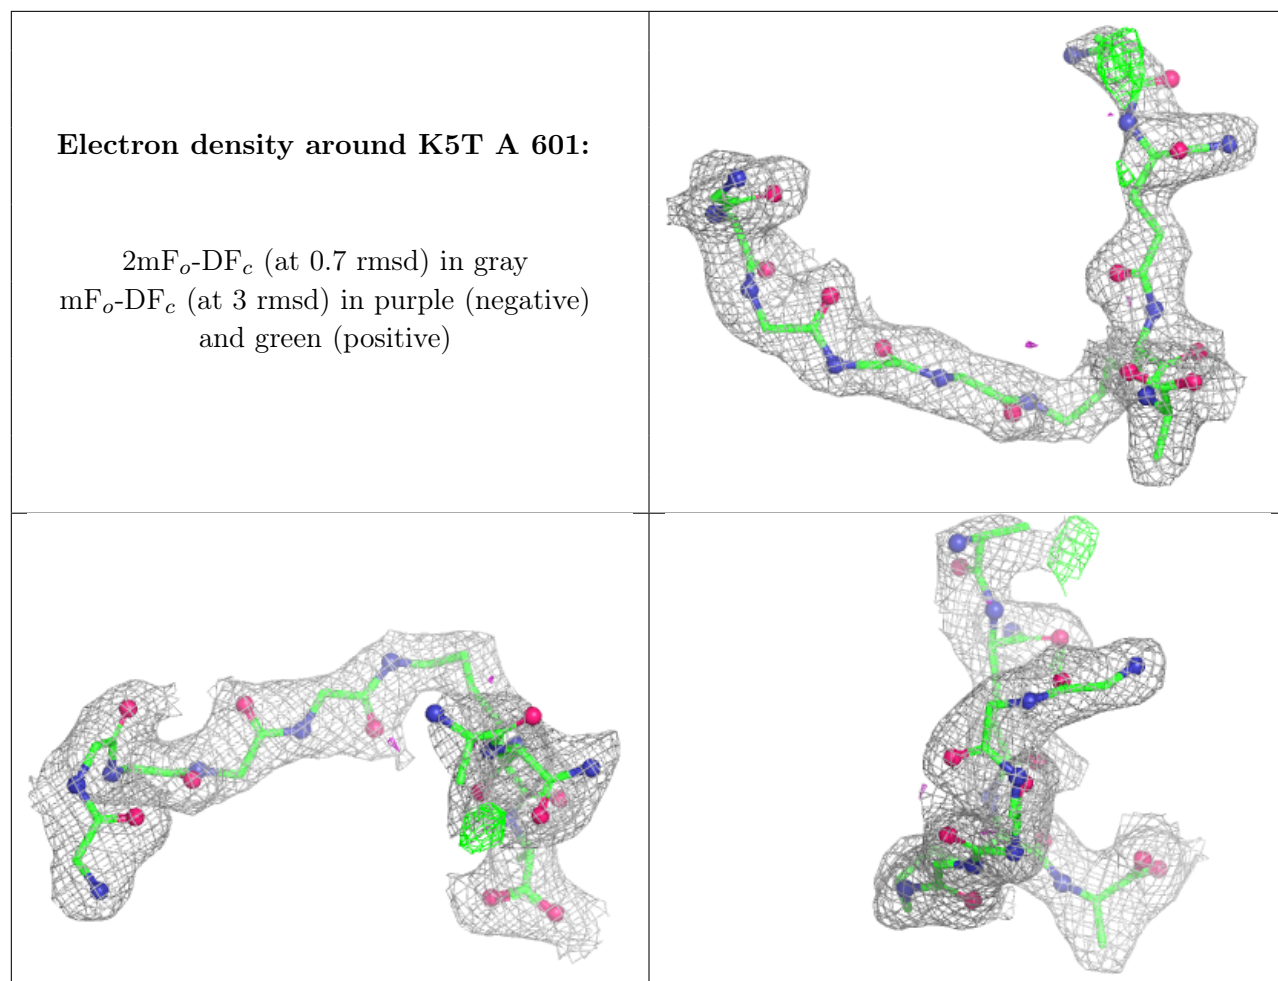 Electron density around K5T A 601:
2mFo-DFc (at 0.7 rmsd) in gray
mFo-DFc (at 3 rmsd) in purple (negative)
and green (positive)